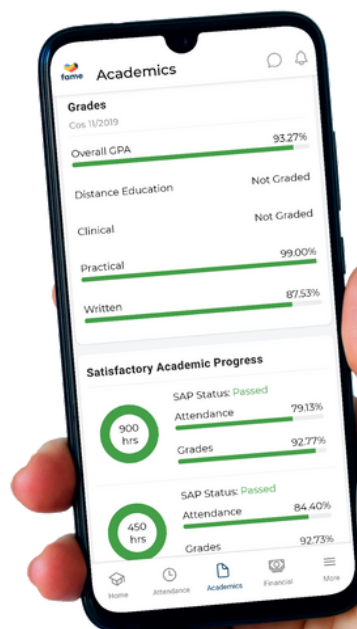 fame Academics
Grades
Cos 11/2019
Overall GPA 93.27%
Distance Education Not Graded
Clinical Not Graded
Practical 99.00%
Written 87.53%
Satisfactory Academic Progress
SAP Status: Passed
900 hrs
Attendance 79.13%
Grades 92.77%
SAP Status: Passed
450 hrs
Attendance 84.40%
Grades 92.73%
Home Attendance Academics Financial More